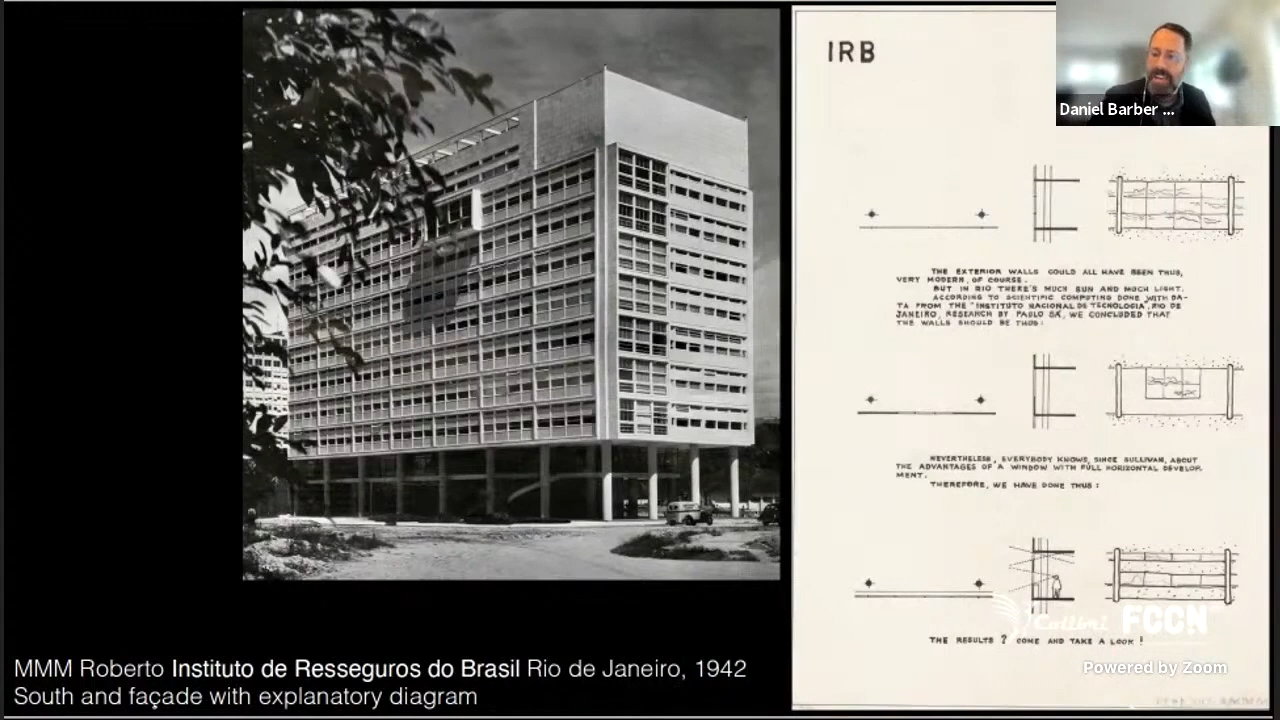 IRB
Daniel Barber ...
THE EXTERIOR WALLS COULD ALL HAVE BEEN THUS,
VERY MODERN, OF COURSE.
BUT IN RIO THERE'S MUCH SUN AND MUCH LIGHT.
ACCORDING TO SCIENTIFIC COMPUTING DONE WITH DA-
TA FROM THE "INSTITUTO NACIONAL DE TECNOLOGIA", RIO DE
JANEIRO, RESEARCH BY PAULO SÁ, WE CONCLUDED THAT
THE WALLS SHOULD BE THUS:
NEVERTHELESS, EVERYBODY KNOWS, SINCE SULLIVAN, ABOUT
THE ADVANTAGES OF A WINDOW WITH FULL HORIZONTAL DEVELOP-
MENT.
THEREFORE, WE HAVE DONE THUS:
Colibri FCCN
THE RESULTS? COME AND TAKE A LOOK!
Powered by Zoom
MMM Roberto Instituto de Resseguros do Brasil Rio de Janeiro, 1942
South and façade with explanatory diagram